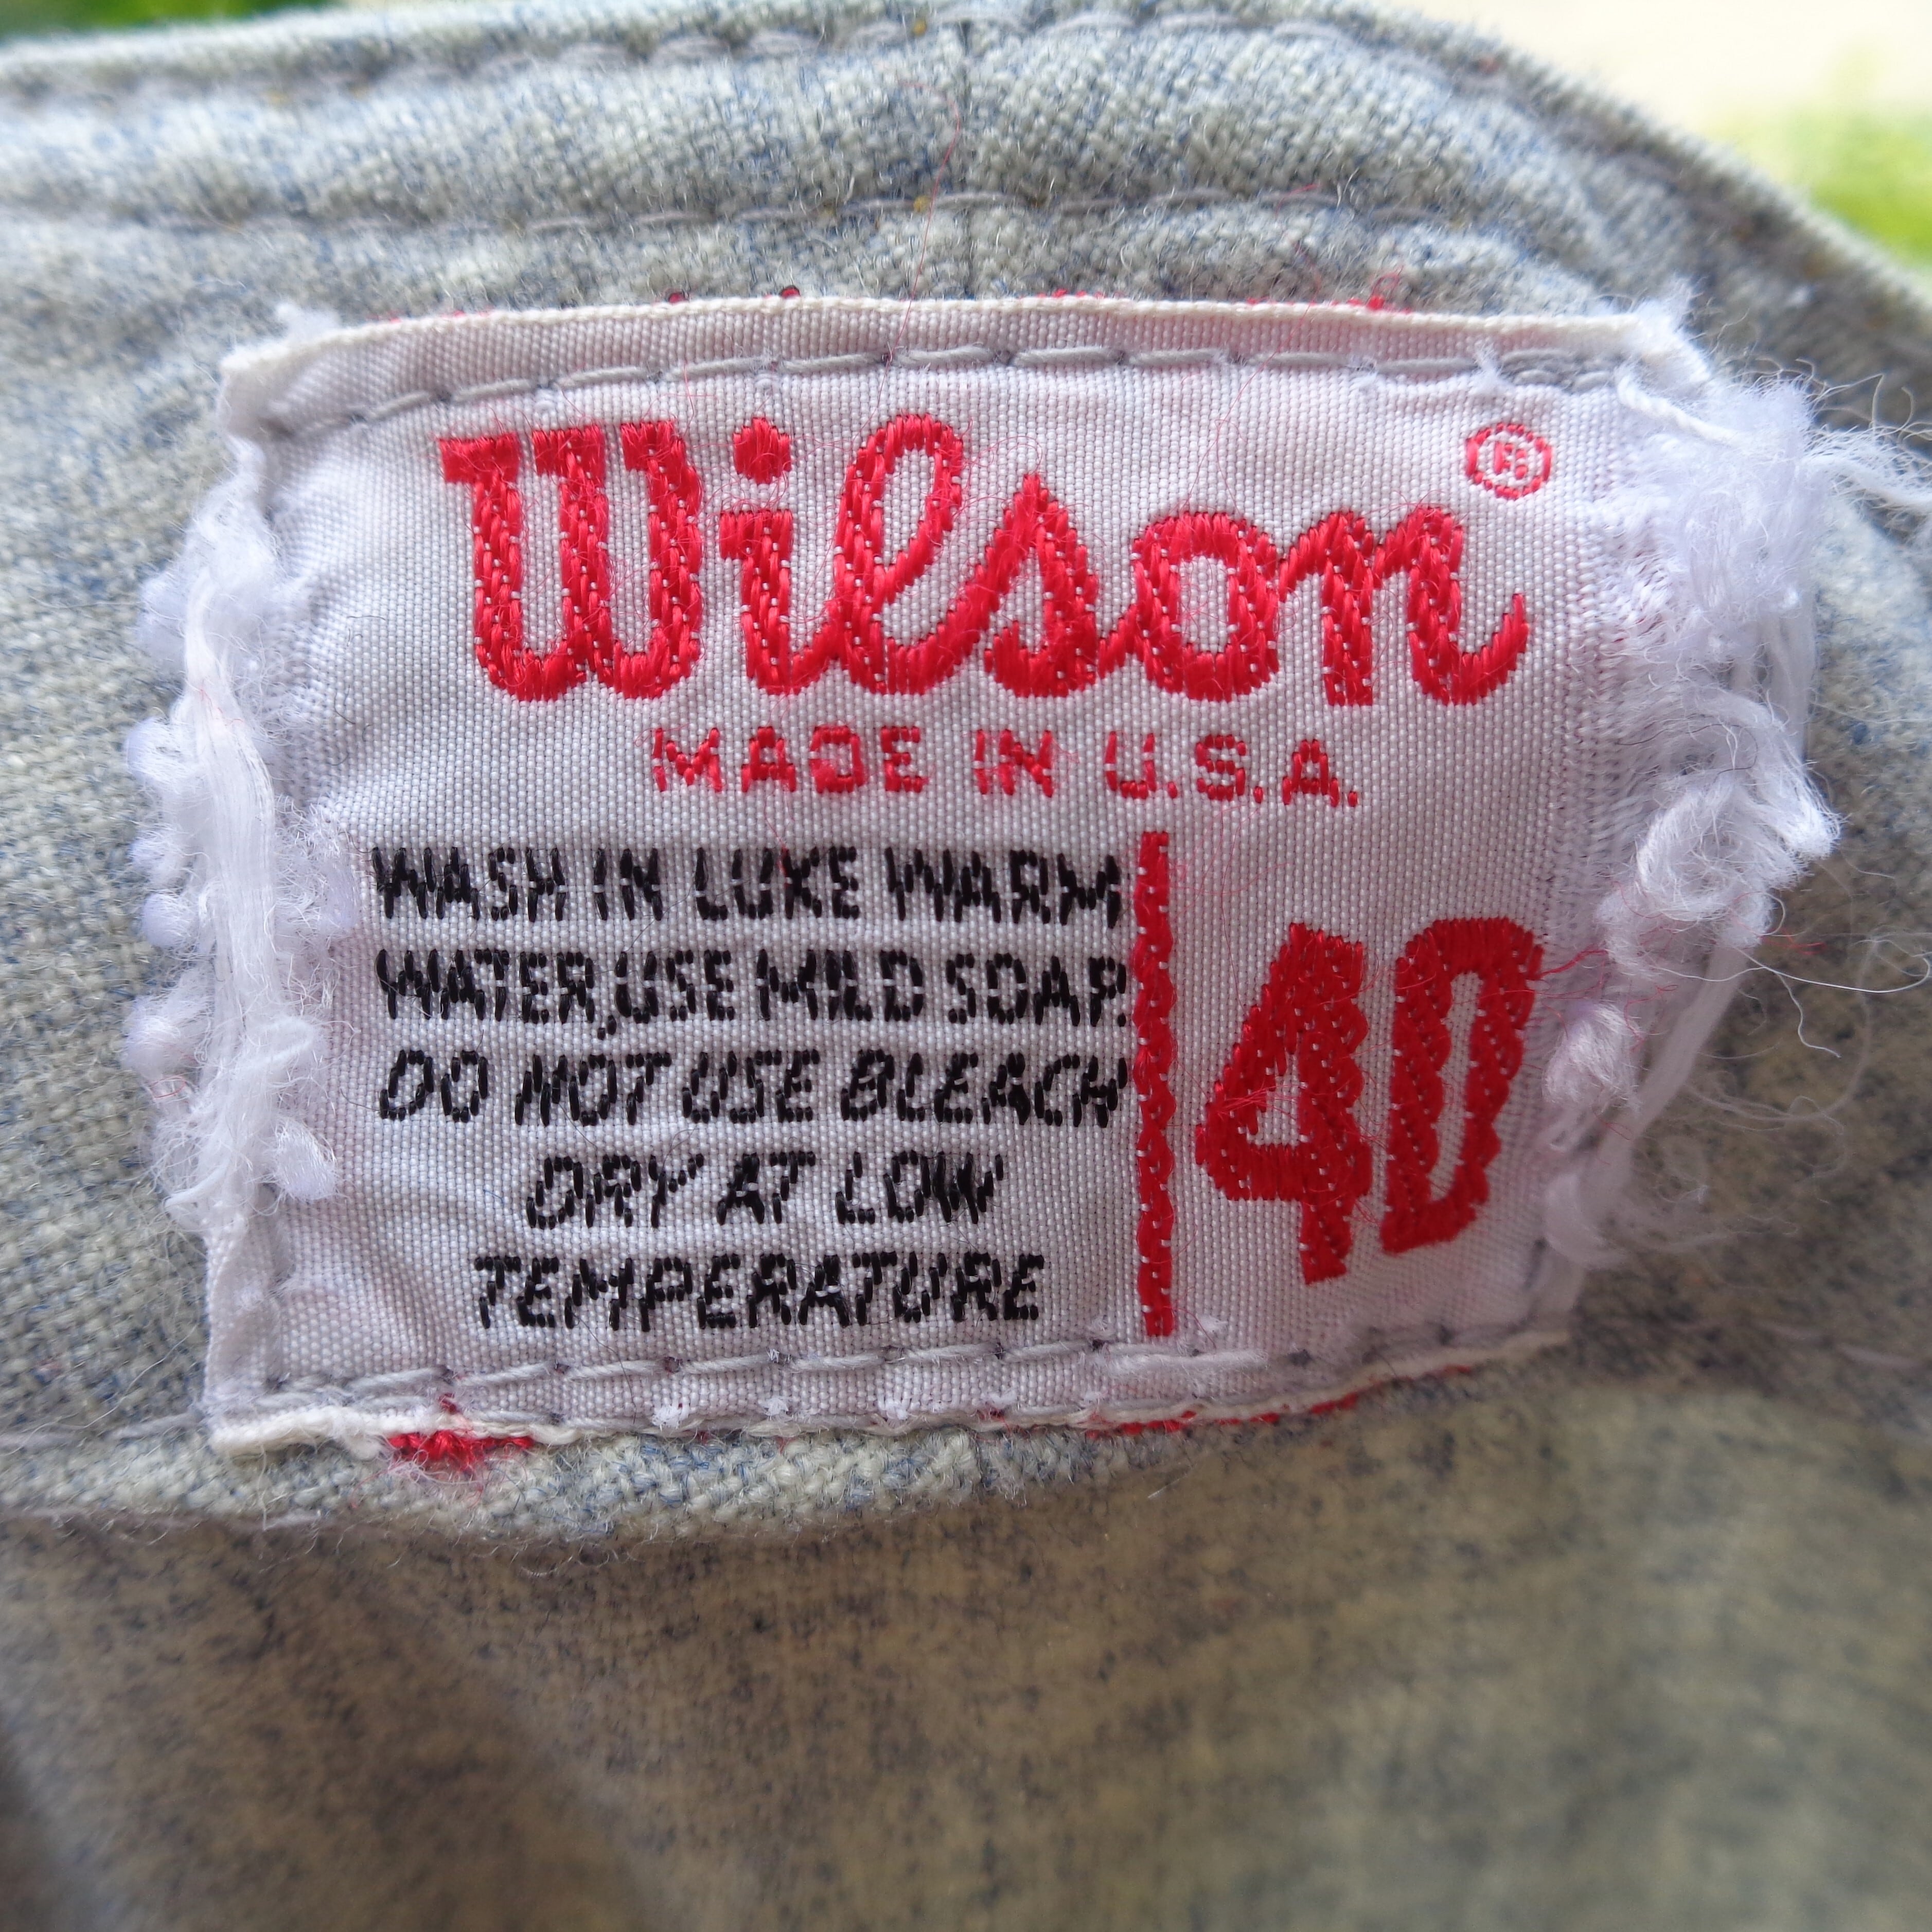 Wilson ®
MADE IN U.S.A.
WASH IN LUKE WARM
WATER, USE MILD SOAP.
DO NOT USE BLEACH
DRY AT LOW
TEMPERATURE
40